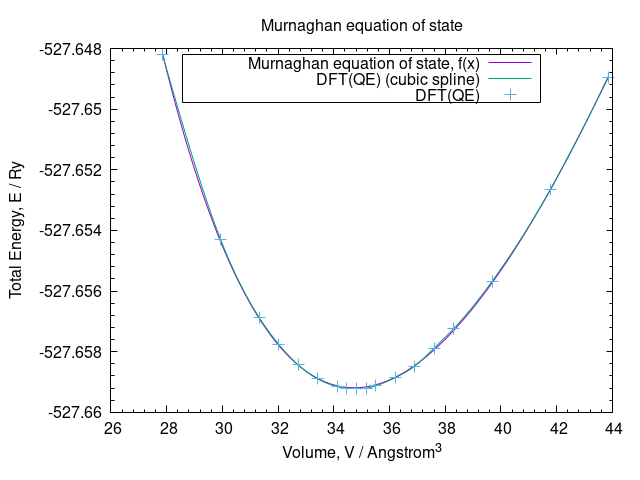 Murnaghan equation of state
-527.648
-527.65
-527.652
-527.654
-527.656
-527.658
-527.66
Total Energy, E / Ry
Murnaghan equation of state, f(x)
DFT(QE) (cubic spline)
DFT(QE)
26 28 30 32 34 36 38 40 42 44
Volume, V / Angstrom³